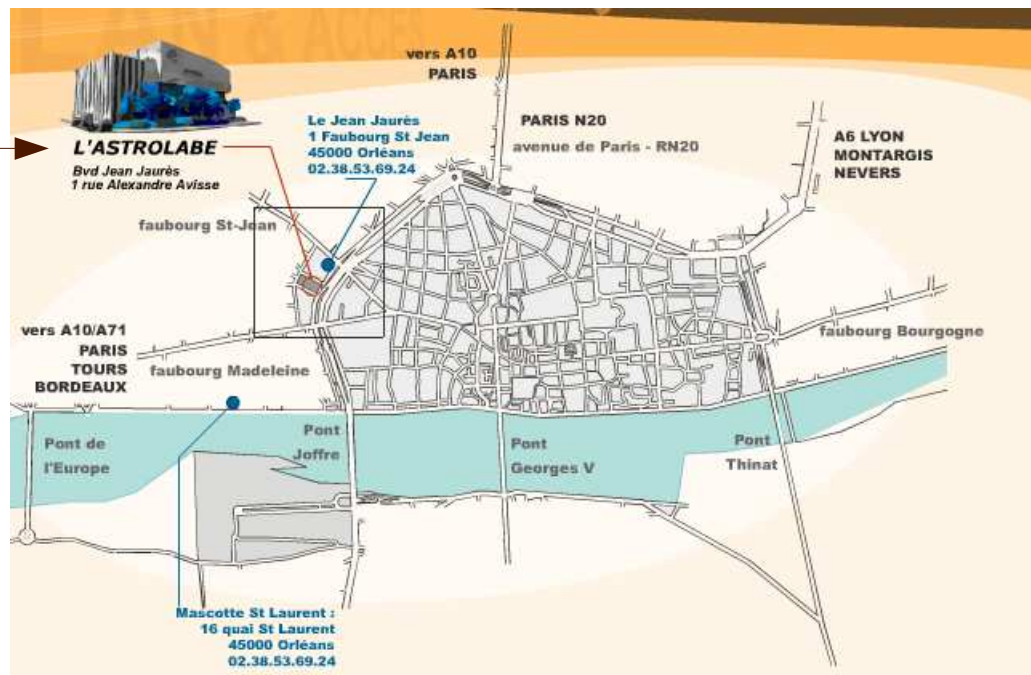 PLAN & ACCÈS
vers A10
PARIS
PARIS N20
avenue de Paris - RN20
A6 LYON
MONTARGIS
NEVERS
Le Jean Jaurès
1 Faubourg St Jean
45000 Orléans
02.38.53.69.24
L'ASTROLABE
Bvd Jean Jaurès
1 rue Alexandre Avisse
faubourg St-Jean
vers A10/A71
PARIS
TOURS
BORDEAUX
faubourg Madeleine
faubourg Bourgogne
Pont de
l'Europe
Pont
Joffre
Pont
Georges V
Pont
Thinat
Mascotte St Laurent :
16 quai St Laurent
45000 Orléans
02.38.53.69.24